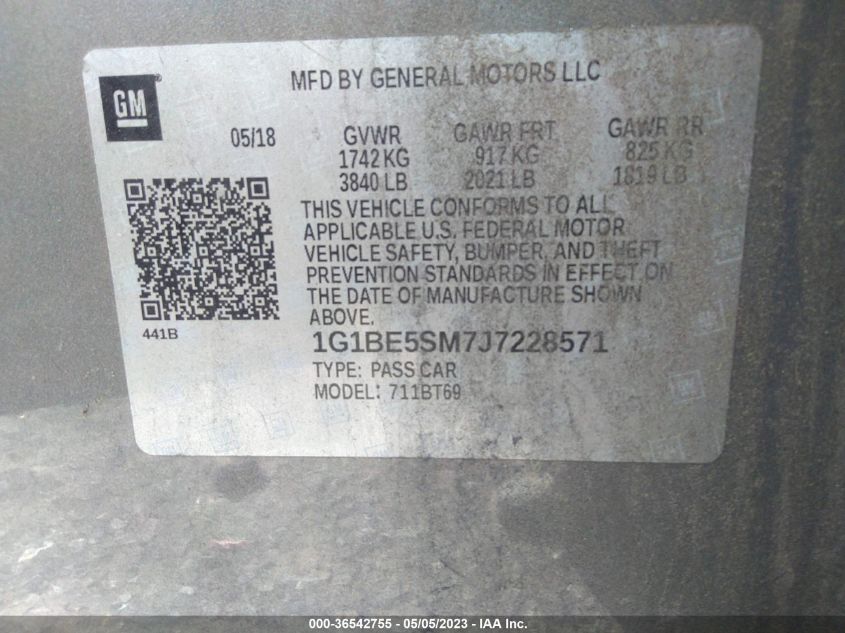 GM
MFD BY GENERAL MOTORS LLC
05/18 GVWR GAWR FRT GAWR RR
1742 KG 917 KG 825 KG
3840 LB 2021 LB 1819 LB
THIS VEHICLE CONFORMS TO ALL
APPLICABLE U.S. FEDERAL MOTOR
VEHICLE SAFETY, BUMPER, AND THEFT
PREVENTION STANDARDS IN EFFECT ON
THE DATE OF MANUFACTURE SHOWN
ABOVE.
441B
1G1BE5SM7J7228571
TYPE: PASS CAR
MODEL: 711BT69
000-36542755 - 05/05/2023 - IAA Inc.